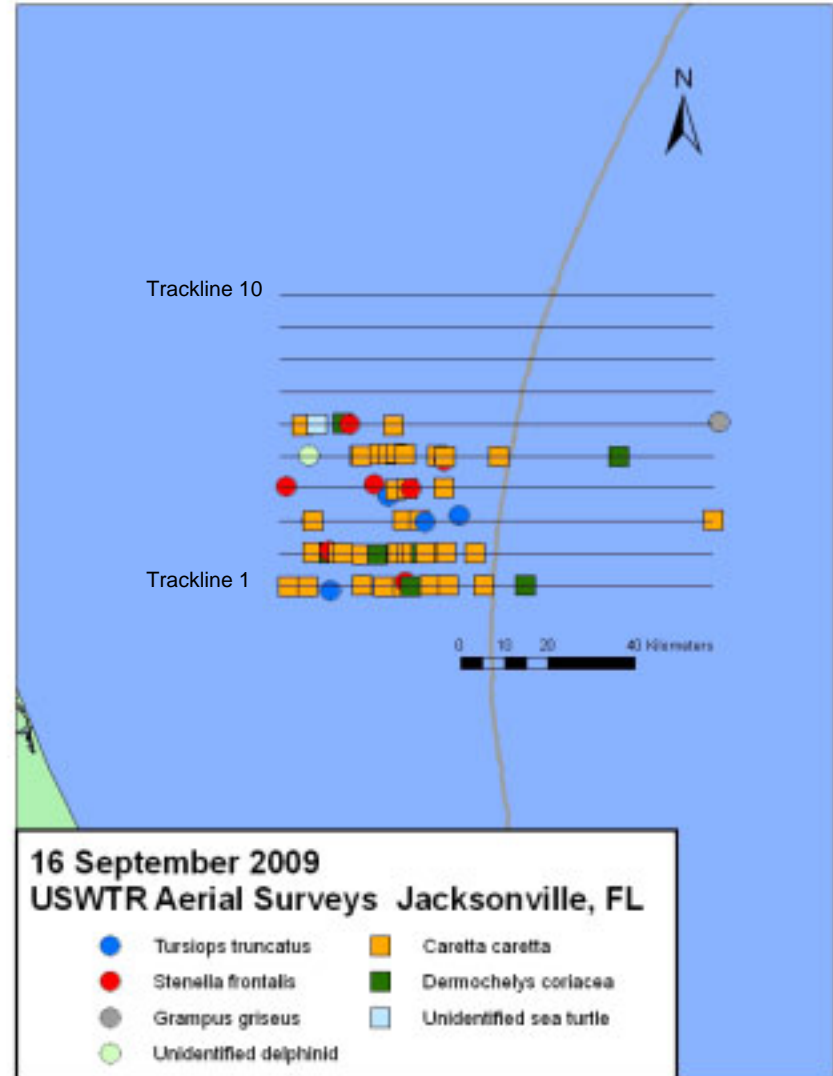 N
Trackline 10
Trackline 1
0 10 20 40 Kilometers
16 September 2009
USWTR Aerial Surveys Jacksonville, FL
Tursiops truncatus
Caretta caretta
Stenella frontalis
Dermochelys coriacea
Grampus griseus
Unidentified sea turtle
Unidentified delphinid